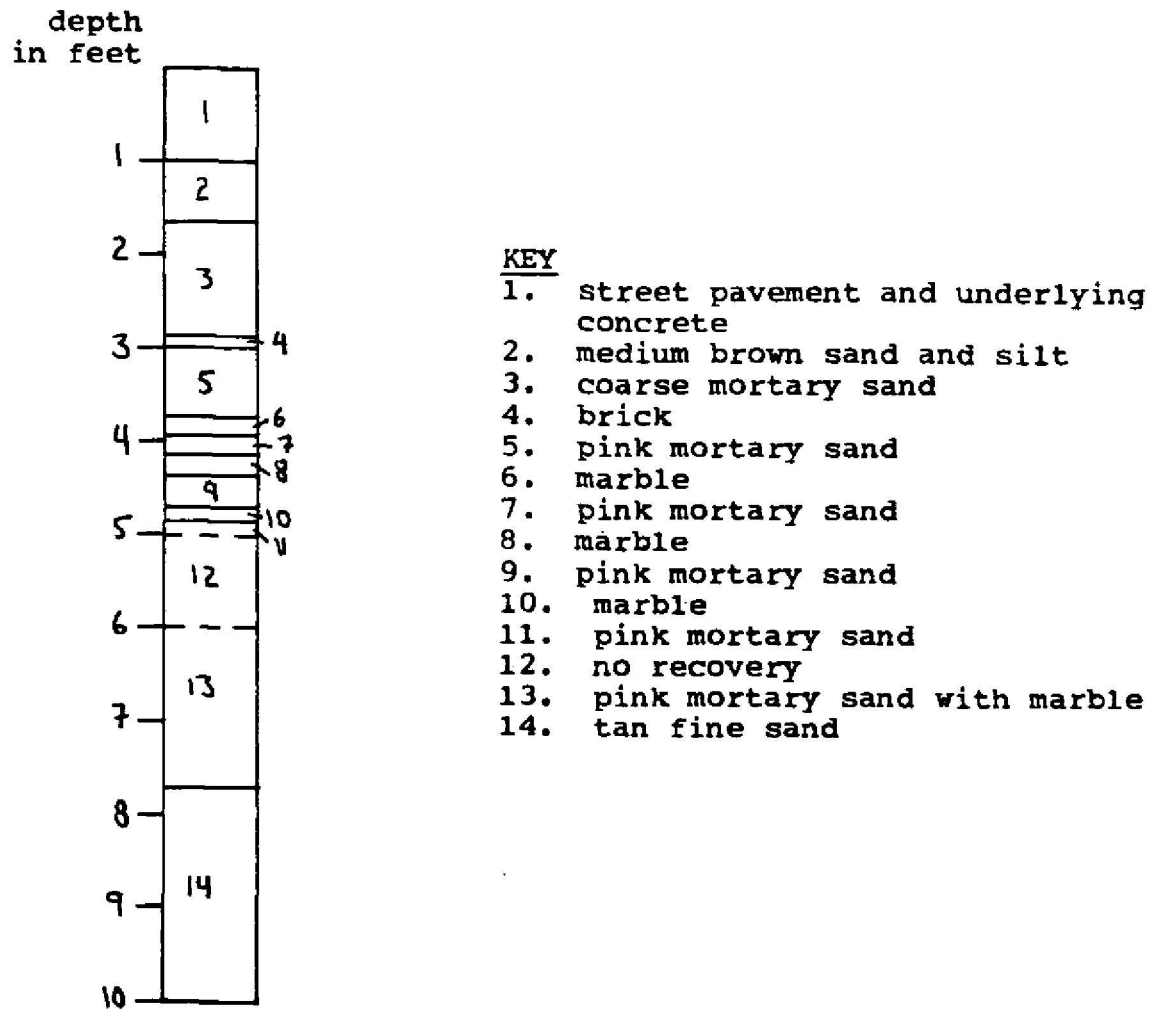 depth
in feet
1
1
2
2
3
3
4
5
6
4
7
8
9
10
5
11
12
6
13
7
8
14
9
10
KEY
1. street pavement and underlying
concrete
2. medium brown sand and silt
3. coarse mortary sand
4. brick
5. pink mortary sand
6. marble
7. pink mortary sand
8. marble
9. pink mortary sand
10. marble
11. pink mortary sand
12. no recovery
13. pink mortary sand with marble
14. tan fine sand